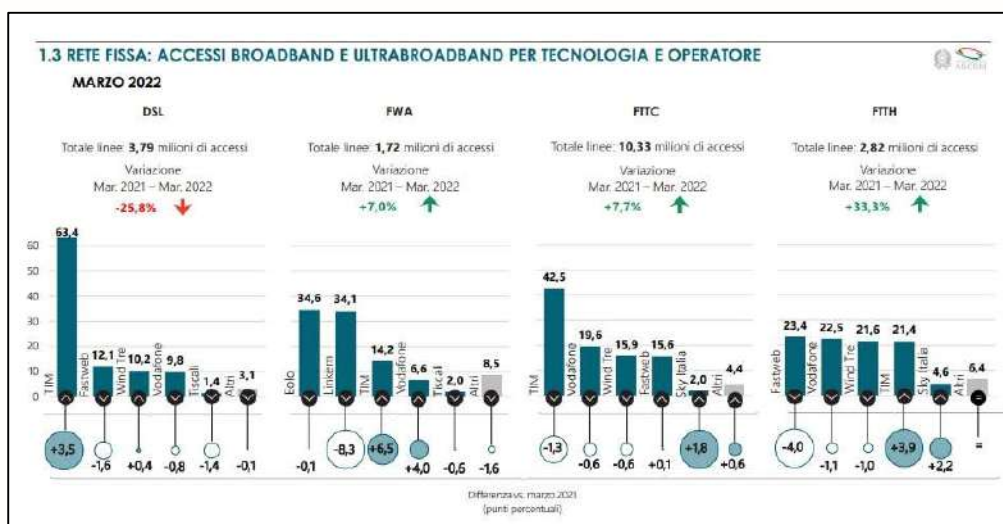 1.3 RETE FISSA: ACCESSI BROADBAND E ULTRABROADBAND PER TECNOLOGIA E OPERATORE
AGCOM
MARZO 2022
DSL
Totale linee: 3,79 milioni di accessi
Variazione
Mar. 2021 – Mar. 2022
-25,8%
60
50
40
30
20
10
0
63,4
12,1
10,2
9,8
1,4
3,1
TIM
Fastweb
Wind Tre
Vodafone
Tiscali
Altri
+3,5
-1,6
+0,4
-0,8
-1,4
-0,1
FWA
Totale linee: 1,72 milioni di accessi
Variazione
Mar. 2021 – Mar. 2022
+7,0%
34,6
34,1
14,2
6,6
2,0
8,5
Eolo
Linkem
TIM
Vodafone
Tiscali
Altri
-0,1
-8,3
+6,5
+4,0
-0,6
-1,6
FTTC
Totale linee: 10,33 milioni di accessi
Variazione
Mar. 2021 – Mar. 2022
+7,7%
42,5
19,6
15,9
15,6
2,0
4,4
TIM
Vodafone
Wind Tre
Fastweb
Sky Italia
Altri
-1,3
-0,6
-0,6
+0,1
+1,8
+0,6
FTTH
Totale linee: 2,82 milioni di accessi
Variazione
Mar. 2021 – Mar. 2022
+33,3%
23,4
22,5
21,6
21,4
4,6
6,4
Fastweb
Vodafone
Wind Tre
TIM
Sky Italia
Altri
-4,0
-1,1
-1,0
+3,9
+2,2
=
Differenza vs. marzo 2021
(punti percentuali)